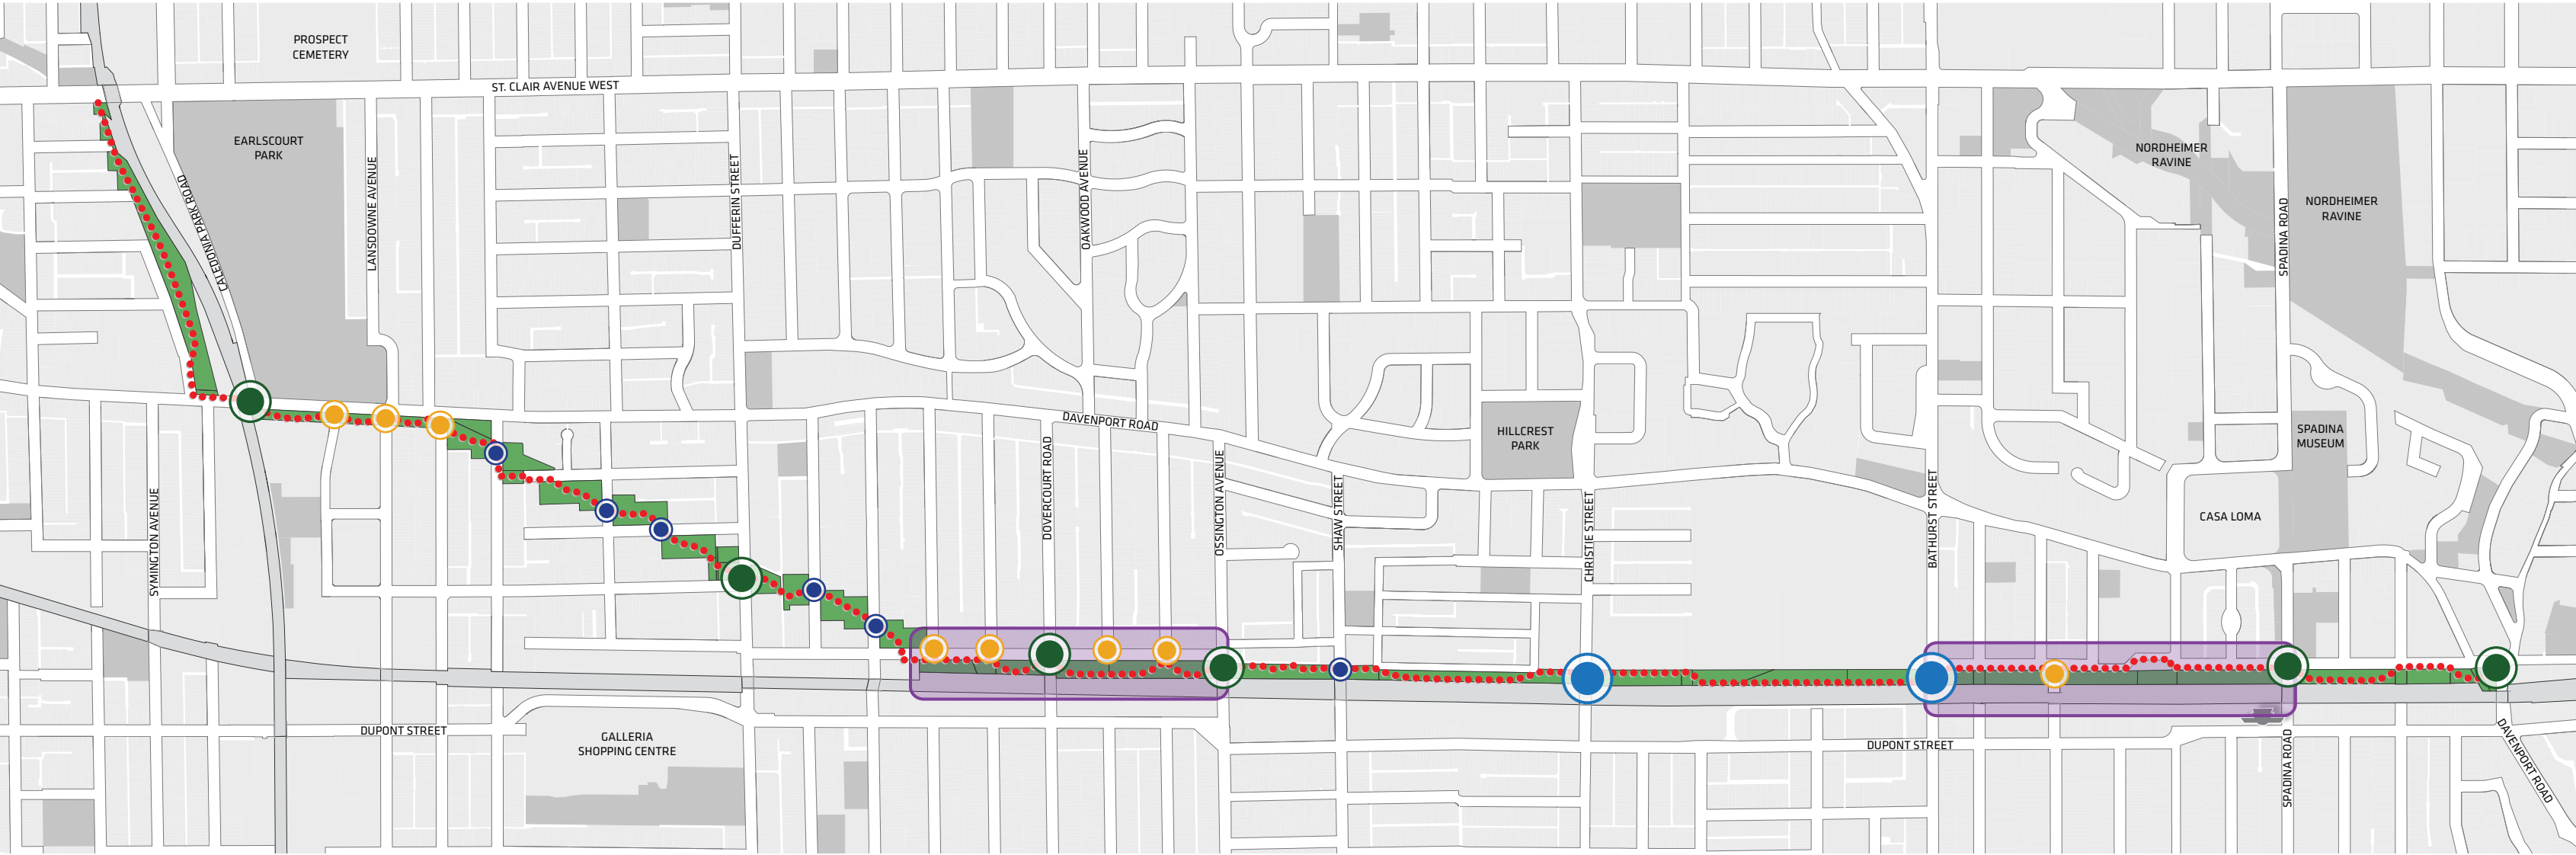 PROSPECT
CEMETERY
ST. CLAIR AVENUE WEST
EARLSCOURT
PARK
CALEDONIA PARK ROAD
LANSDOWNE AVENUE
DUFFERIN STREET
OAKWOOD AVENUE
NORDHEIMER
RAVINE
SPADINA ROAD
NORDHEIMER
RAVINE
DAVENPORT ROAD
HILLCREST
PARK
SPADINA
MUSEUM
CASA LOMA
SYMINGTON AVENUE
DOVERCOURT ROAD
OSSINGTON AVENUE
SHAW STREET
CHRISTIE STREET
BATHURST STREET
DUPONT STREET
GALLERIA
SHOPPING CENTRE
DUPONT STREET
SPADINA ROAD
DAVENPORT ROAD